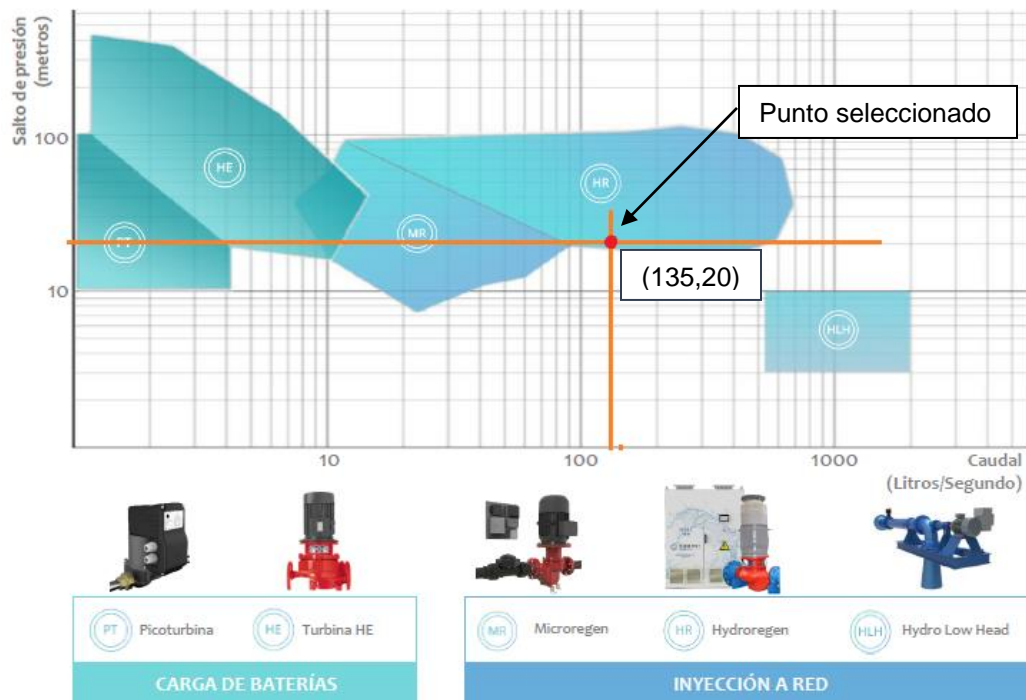 Salto de presión
(metros)
100
10
HE
PT
MR
HR
HLH
Punto seleccionado
(135,20)
10
100
1000
Caudal
(Litros/Segundo)
PT
Picoturbina
HE
Turbina HE
CARGA DE BATERÍAS
MR
Microregen
HR
Hydroregen
HLH
Hydro Low Head
INYECCIÓN A RED